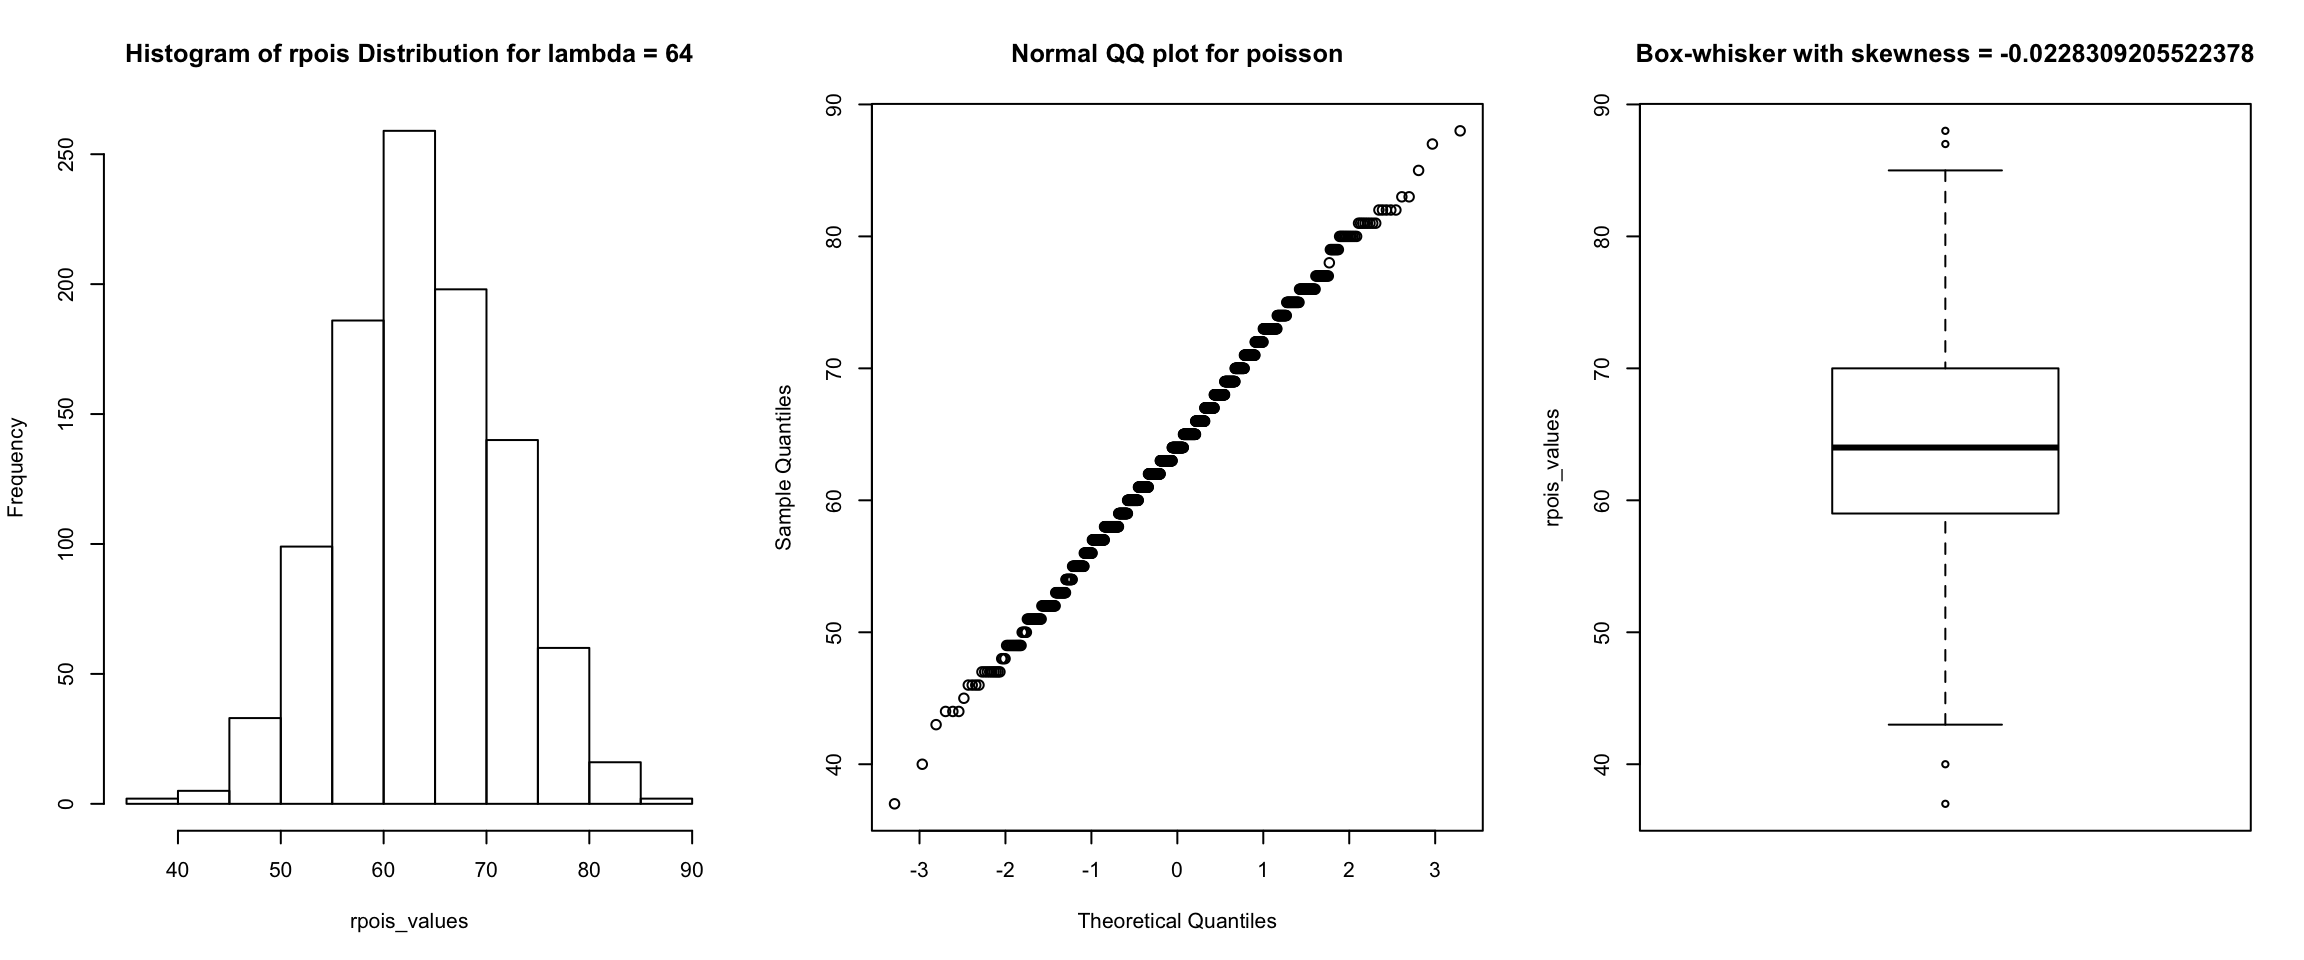 Histogram of rpois Distribution for lambda = 64
Frequency
0
50
100
150
200
250
40 50 60 70 80 90
rpois_values
Normal QQ plot for poisson
Sample Quantiles
40
50
60
70
80
90
-3 -2 -1 0 1 2 3
Theoretical Quantiles
Box-whisker with skewness = -0.0228309205522378
rpois_values
40
50
60
70
80
90